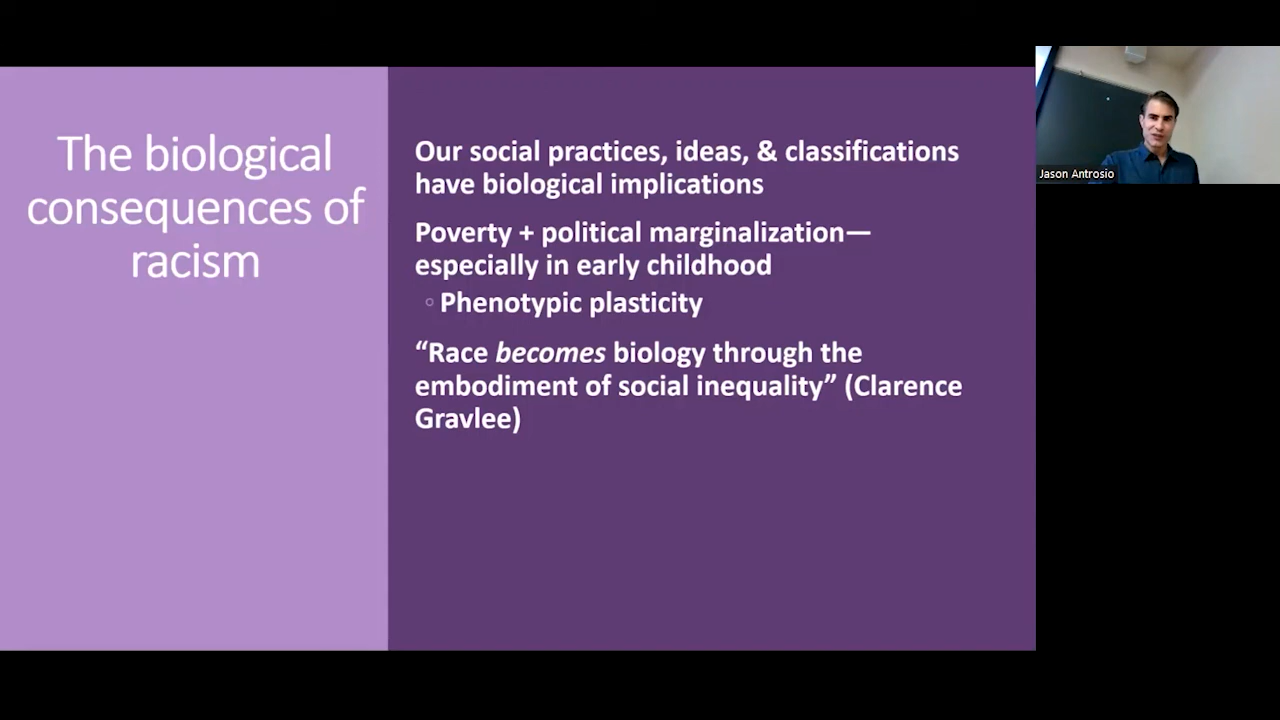 The biological
consequences of
racism
Our social practices, ideas, & classifications
have biological implications
Poverty + political marginalization—
especially in early childhood
◦ Phenotypic plasticity
“Race becomes biology through the
embodiment of social inequality” (Clarence
Gravlee)
Jason Antrosio